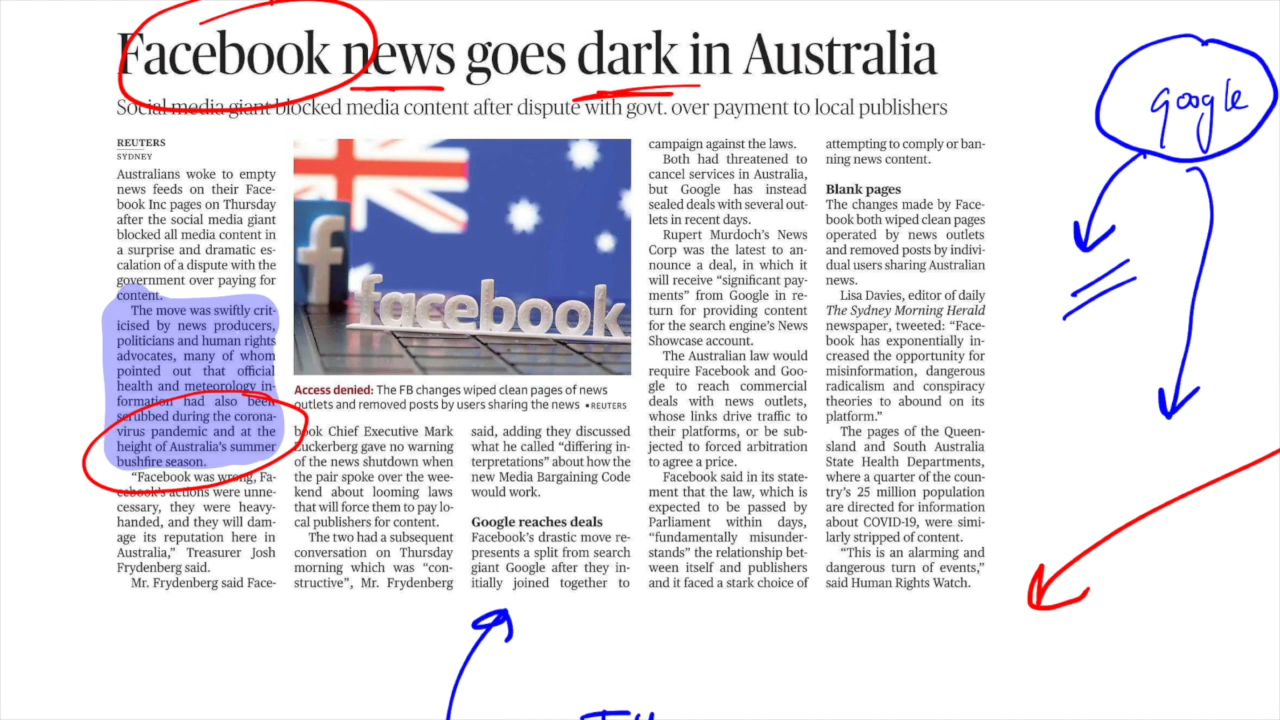 Facebook news goes dark in Australia
Social media giant blocked media content after dispute with govt. over payment to local publishers
REUTERS
SYDNEY
Australians woke to empty
news feeds on their Face-
book Inc pages on Thursday
after the social media giant
blocked all media content in
a surprise and dramatic es-
calation of a dispute with the
government over paying for
content.
The move was swiftly crit-
icised by news producers,
politicians and human rights
advocates, many of whom
pointed out that official
health and meteorology in-
formation had also been
scrubbed during the corona-
virus pandemic and at the
height of Australia's summer
bushfire season.
“Facebook was wrong, Fa-
cebook's actions were unne-
cessary, they were heavy-
handed, and they will dam-
age its reputation here in
Australia,” Treasurer Josh
Frydenberg said.
Mr. Frydenberg said Face-
f
facebook
Access denied: The FB changes wiped clean pages of news
outlets and removed posts by users sharing the news •REUTERS
book Chief Executive Mark
Zuckerberg gave no warning
of the news shutdown when
the pair spoke over the wee-
kend about looming laws
that will force them to pay lo-
cal publishers for content.
The two had a subsequent
conversation on Thursday
morning which was “con-
structive”, Mr. Frydenberg
said, adding they discussed
what he called “differing in-
terpretations” about how the
new Media Bargaining Code
would work.
Google reaches deals
Facebook's drastic move re-
presents a split from search
giant Google after they in-
itially joined together to
campaign against the laws.
Both had threatened to
cancel services in Australia,
but Google has instead
sealed deals with several out-
lets in recent days.
Rupert Murdoch's News
Corp was the latest to an-
nounce a deal, in which it
will receive “significant pay-
ments” from Google in re-
turn for providing content
for the search engine's News
Showcase account.
The Australian law would
require Facebook and Goo-
gle to reach commercial
deals with news outlets,
whose links drive traffic to
their platforms, or be sub-
jected to forced arbitration
to agree a price.
Facebook said in its state-
ment that the law, which is
expected to be passed by
Parliament within days,
“fundamentally misunder-
stands” the relationship bet-
ween itself and publishers
and it faced a stark choice of
attempting to comply or ban-
ning news content.
Blank pages
The changes made by Face-
book both wiped clean pages
operated by news outlets
and removed posts by indivi-
dual users sharing Australian
news.
Lisa Davies, editor of daily
The Sydney Morning Herald
newspaper, tweeted: “Face-
book has exponentially in-
creased the opportunity for
misinformation, dangerous
radicalism and conspiracy
theories to abound on its
platform.”
The pages of the Queen-
sland and South Australia
State Health Departments,
where a quarter of the coun-
try's 25 million population
are directed for information
about COVID-19, were simi-
larly stripped of content.
“This is an alarming and
dangerous turn of events,”
said Human Rights Watch.
google